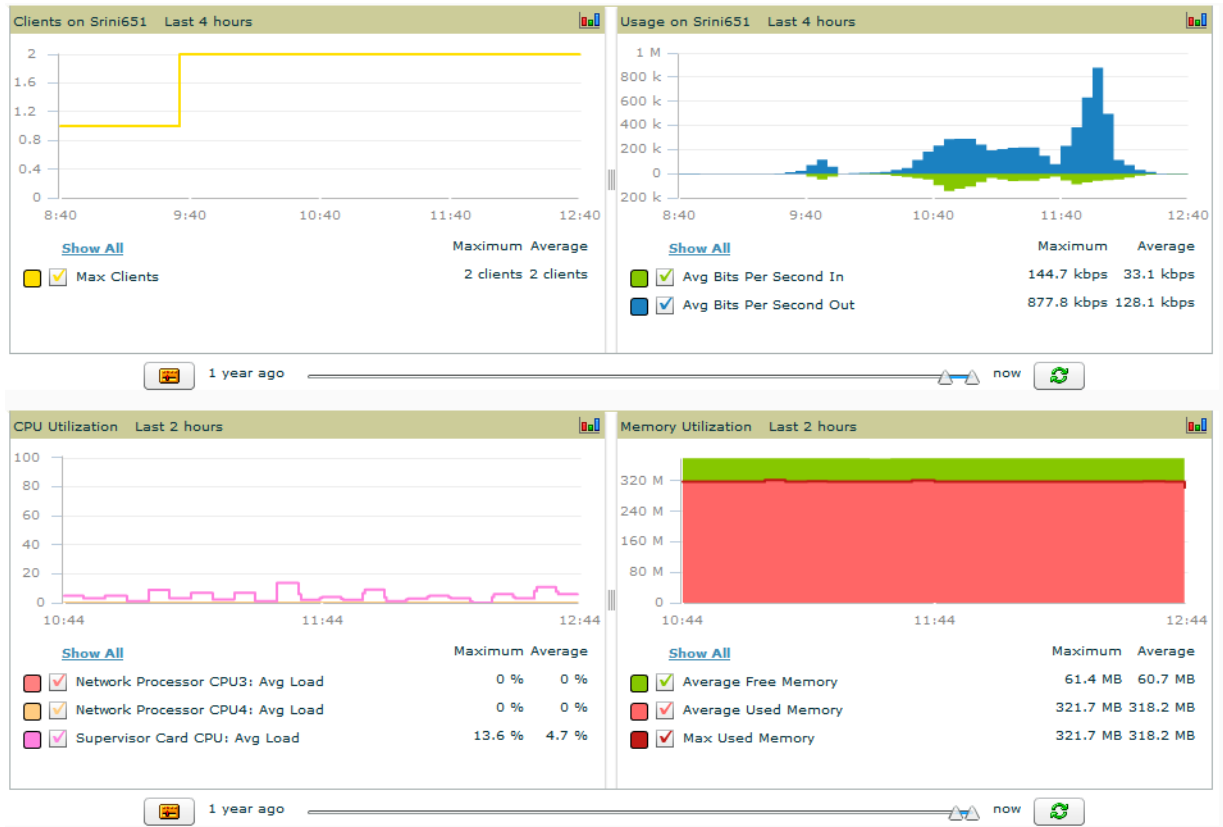 Clients on Srini651 Last 4 hours
2
1.6
1.2
0.8
0.4
0
8:40 9:40 10:40 11:40 12:40
Show All Maximum Average
Max Clients 2 clients 2 clients
Usage on Srini651 Last 4 hours
1 M
800 k
600 k
400 k
200 k
0
200 k
8:40 9:40 10:40 11:40 12:40
Show All Maximum Average
Avg Bits Per Second In 144.7 kbps 33.1 kbps
Avg Bits Per Second Out 877.8 kbps 128.1 kbps
1 year ago now
CPU Utilization Last 2 hours
100
80
60
40
20
0
10:44 11:44 12:44
Show All Maximum Average
Network Processor CPU3: Avg Load 0 % 0 %
Network Processor CPU4: Avg Load 0 % 0 %
Supervisor Card CPU: Avg Load 13.6 % 4.7 %
Memory Utilization Last 2 hours
320 M
240 M
160 M
80 M
0
10:44 11:44 12:44
Show All Maximum Average
Average Free Memory 61.4 MB 60.7 MB
Average Used Memory 321.7 MB 318.2 MB
Max Used Memory 321.7 MB 318.2 MB
1 year ago now